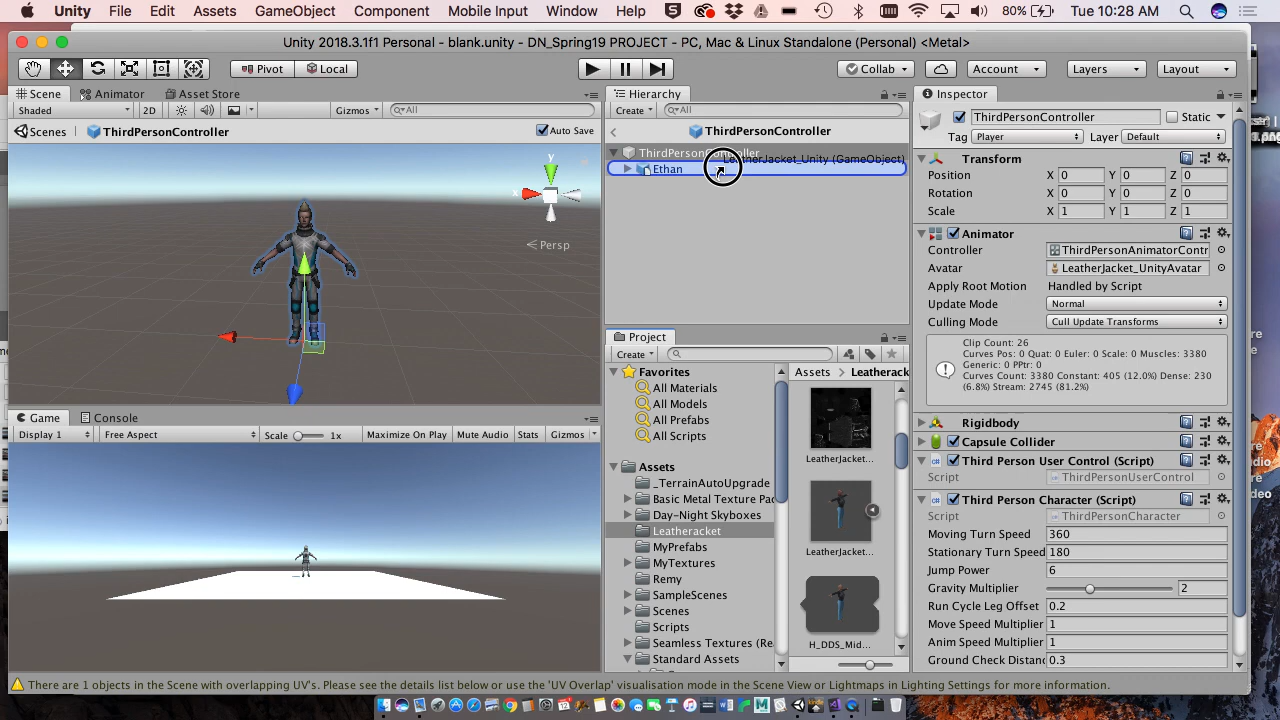 Unity File Edit Assets GameObject Component Mobile Input Window Help 80% Tue 10:28 AM
Unity 2018.3.1f1 Personal - blank.unity - DN_Spring19 PROJECT - PC, Mac & Linux Standalone (Personal) <Metal>
Pivot Local Collab Account Layers Layout
Scene Animator Asset Store
Shaded 2D Gizmos All
Scenes ThirdPersonController Auto Save
y
x
Persp
Game Console
Display 1 Free Aspect Scale 1x Maximize On Play Mute Audio Stats Gizmos
Hierarchy
Create All
ThirdPersonController
ThirdPersonController
LeatherJacket_Unity (GameObject)
Ethan
Project
Create
Favorites
All Materials
All Models
All Prefabs
All Scripts
Assets
_TerrainAutoUpgrade
Basic Metal Texture Pac
Day-Night Skyboxes
Leatheracket
MyPrefabs
MyTextures
Remy
SampleScenes
Scenes
Scripts
Seamless Textures (Rea
Standard Assets
Assets Leatherack
LeatherJacket...
LeatherJacket...
H_DDS_Mid...
Inspector
ThirdPersonController Static
Tag Player Layer Default
Transform
Position X 0 Y 0 Z 0
Rotation X 0 Y 0 Z 0
Scale X 1 Y 1 Z 1
Animator
Controller ThirdPersonAnimatorContr
Avatar LeatherJacket_UnityAvatar
Apply Root Motion Handled by Script
Update Mode Normal
Culling Mode Cull Update Transforms
Clip Count: 26
Curves Pos: 0 Quat: 0 Euler: 0 Scale: 0 Muscles: 3380
Generic: 0 PPtr: 0
Curves Count: 3380 Constant: 405 (12.0%) Dense: 230
(6.8%) Stream: 2745 (81.2%)
Rigidbody
Capsule Collider
Third Person User Control (Script)
Script ThirdPersonUserControl
Third Person Character (Script)
Script ThirdPersonCharacter
Moving Turn Speed 360
Stationary Turn Speed 180
Jump Power 6
Gravity Multiplier 2
Run Cycle Leg Offset 0.2
Move Speed Multiplier 1
Anim Speed Multiplier 1
Ground Check Distanc 0.3
There are 1 objects in the Scene with overlapping UV's. Please see the details list below or use the 'UV Overlap' visualisation mode in the Scene View or Lightmaps in Lighting Settings for more information.